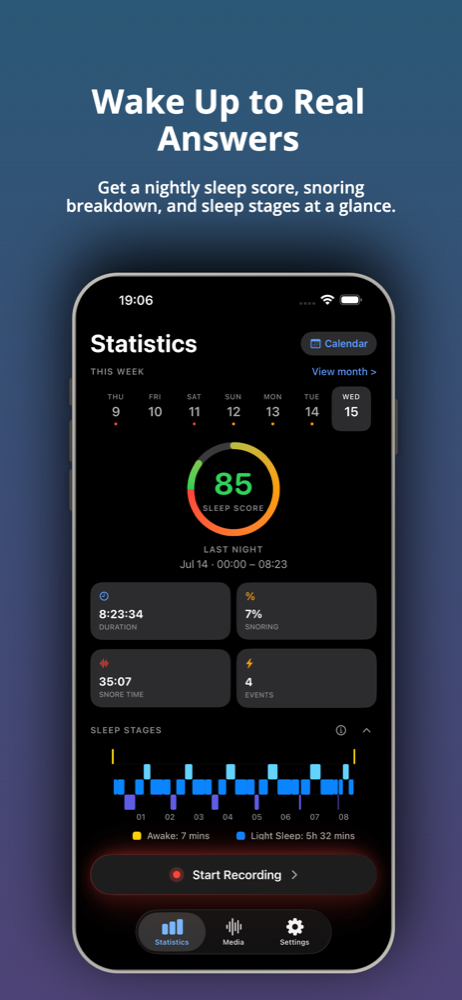 Wake Up to Real
Answers
Get a nightly sleep score, snoring
breakdown, and sleep stages at a glance.
19:06
Statistics
Calendar
THIS WEEK
View month >
THU FRI SAT SUN MON TUE WED
9 10 11 12 13 14 15
85
SLEEP SCORE
LAST NIGHT
Jul 14 · 00:00 – 08:23
8:23:34
DURATION
%
7%
SNORING
35:07
SNORE TIME
4
EVENTS
SLEEP STAGES
01 02 03 04 05 06 07 08
Awake: 7 mins
Light Sleep: 5h 32 mins
Start Recording
Statistics
Media
Settings